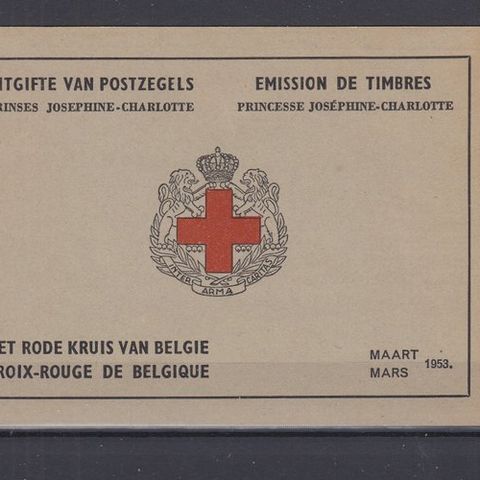 ITGIFTE VAN POSTZEGELS
RINSES JOSEPHINE-CHARLOTTE
EMISSION DE TIMBRES
PRINCESSE JOSÉPHINE-CHARLOTTE
INTER ARMA CARITAS
ET RODE KRUIS VAN BELGIE
ROIX-ROUGE DE BELGIQUE
MAART
MARS 1953.